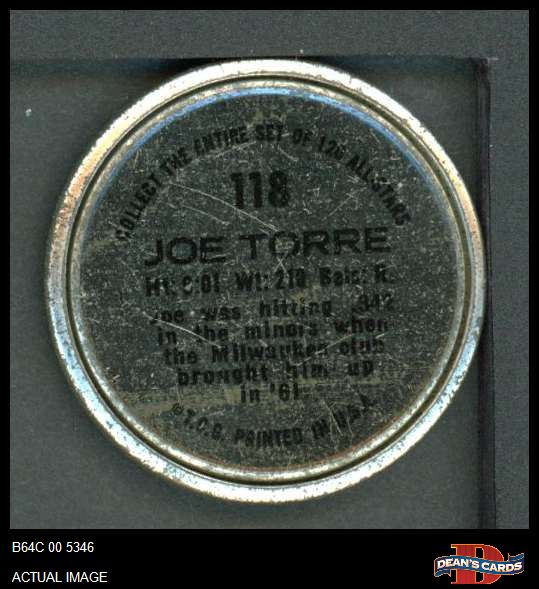 COLLECT THE ENTIRE SET OF 120 ALL-STARS
118
JOE TORRE
Ht: 6'01 Wt: 210 Bats: R.
Joe was hitting .342
in the minors when
the Milwaukee club
brought him up
in '61.
© T.C.G. PRINTED IN U.S.A.
B64C 00 5346
ACTUAL IMAGE
D
DEAN'S CARDS